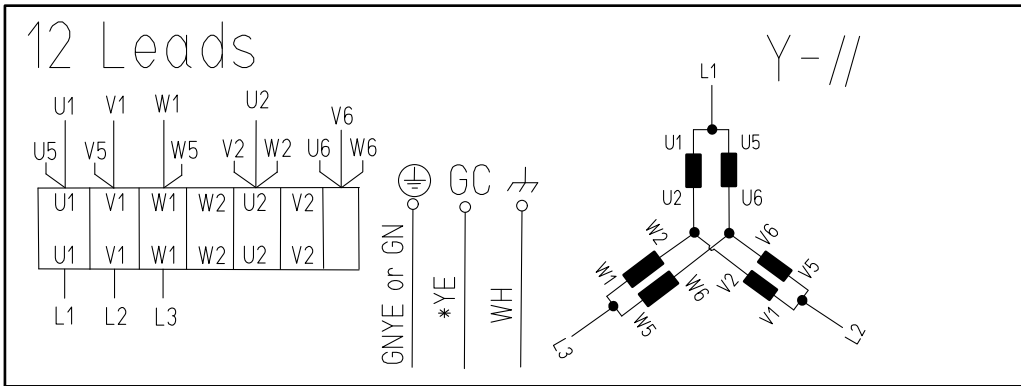 12 Leads
Y-//
U1 V1 W1 U2 V6
U5 V5 W5 V2 W2 U6 W6
U1 V1 W1 W2 U2 V2
U1 V1 W1 W2 U2 V2
L1 L2 L3
GC
GNYE or GN
*YE
WH
L1
U1 U5
U2 U6
W2 V6
W1 W6 V2 V5
W5 V1
L3 L2